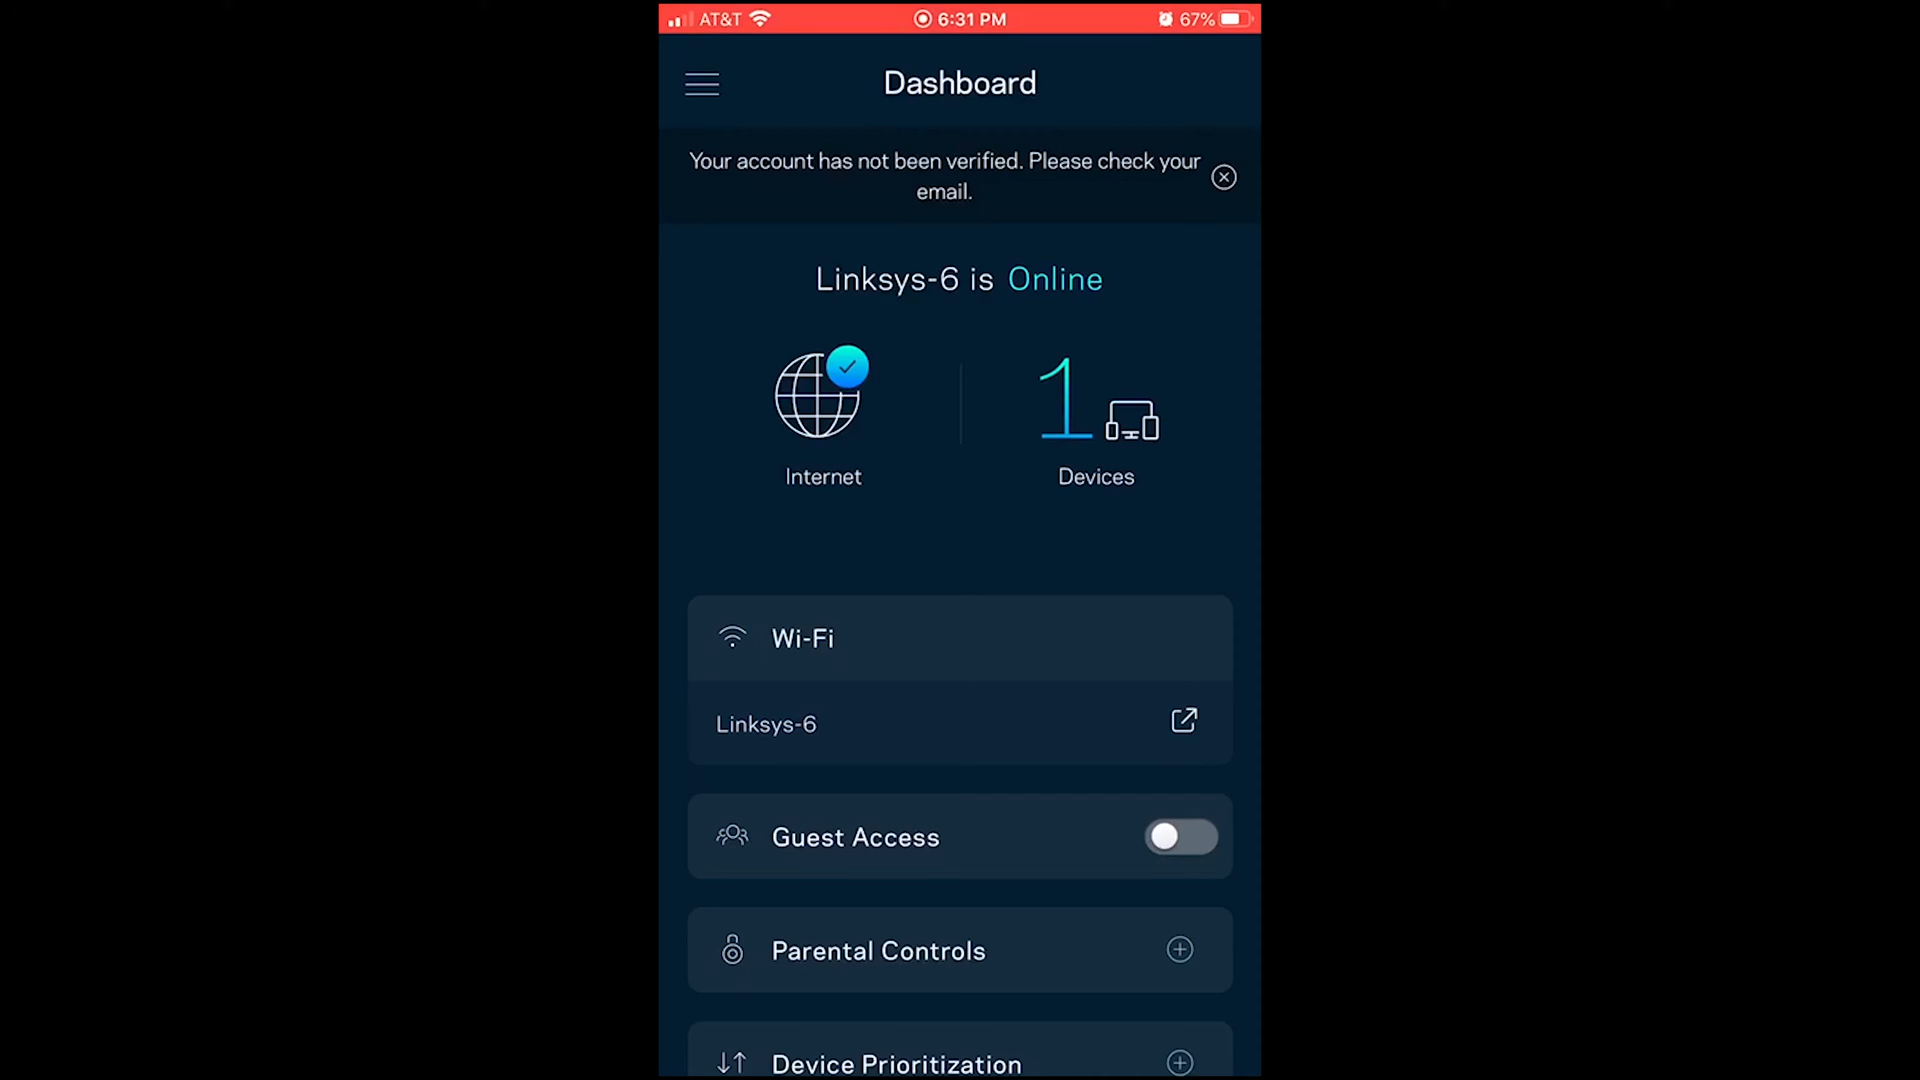 AT&T 6:31 PM 67%
Dashboard
Your account has not been verified. Please check your
email.
Linksys-6 is Online
1
Internet Devices
Wi-Fi
Linksys-6
Guest Access
Parental Controls
Device Prioritization